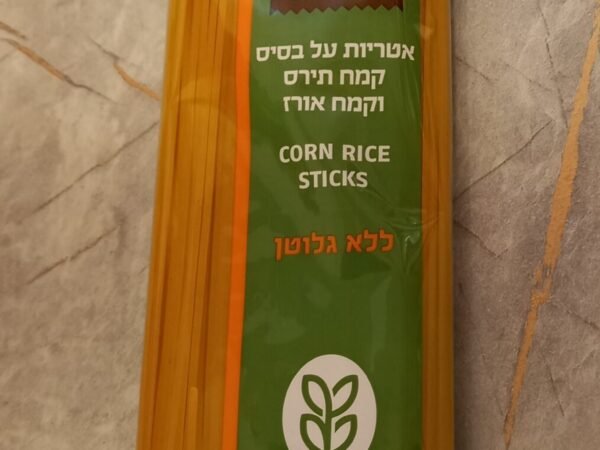 אטריות על בסיס
קמח תירס
וקמח אורז
CORN RICE
STICKS
ללא גלוטן